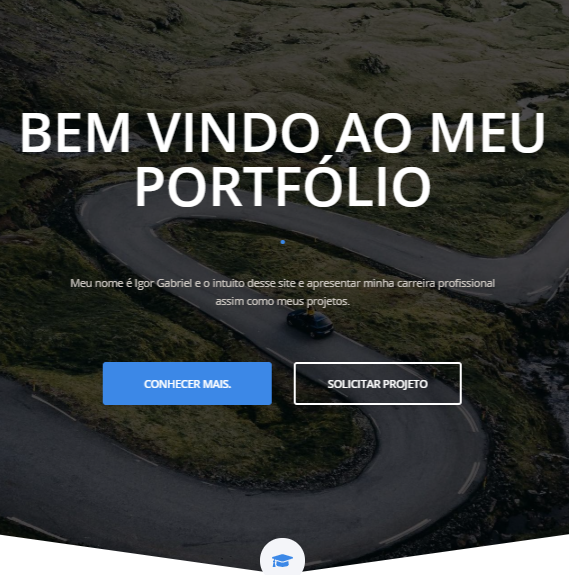 BEM VINDO AO MEU
PORTFÓLIO
Meu nome é Igor Gabriel e o intuito desse site e apresentar minha carreira profissional
assim como meus projetos.
CONHECER MAIS.
SOLICITAR PROJETO